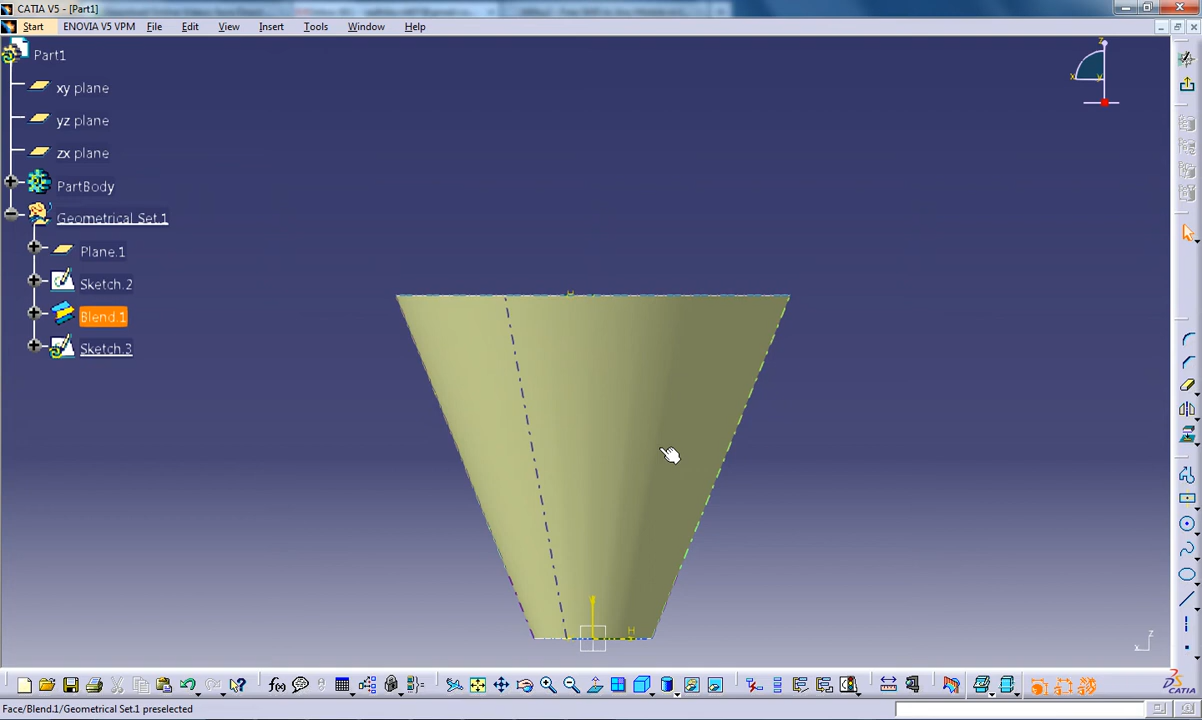 CATIA V5 - [Part1]
Start ENOVIA V5 VPM File Edit View Insert Tools Window Help
Part1
xy plane
yz plane
zx plane
PartBody
Geometrical Set.1
Plane.1
Sketch.2
Blend.1
Sketch.3
z
x
y
H
V
H
z
x
f(x)
CATIA
Face/Blend.1/Geometrical Set.1 preselected